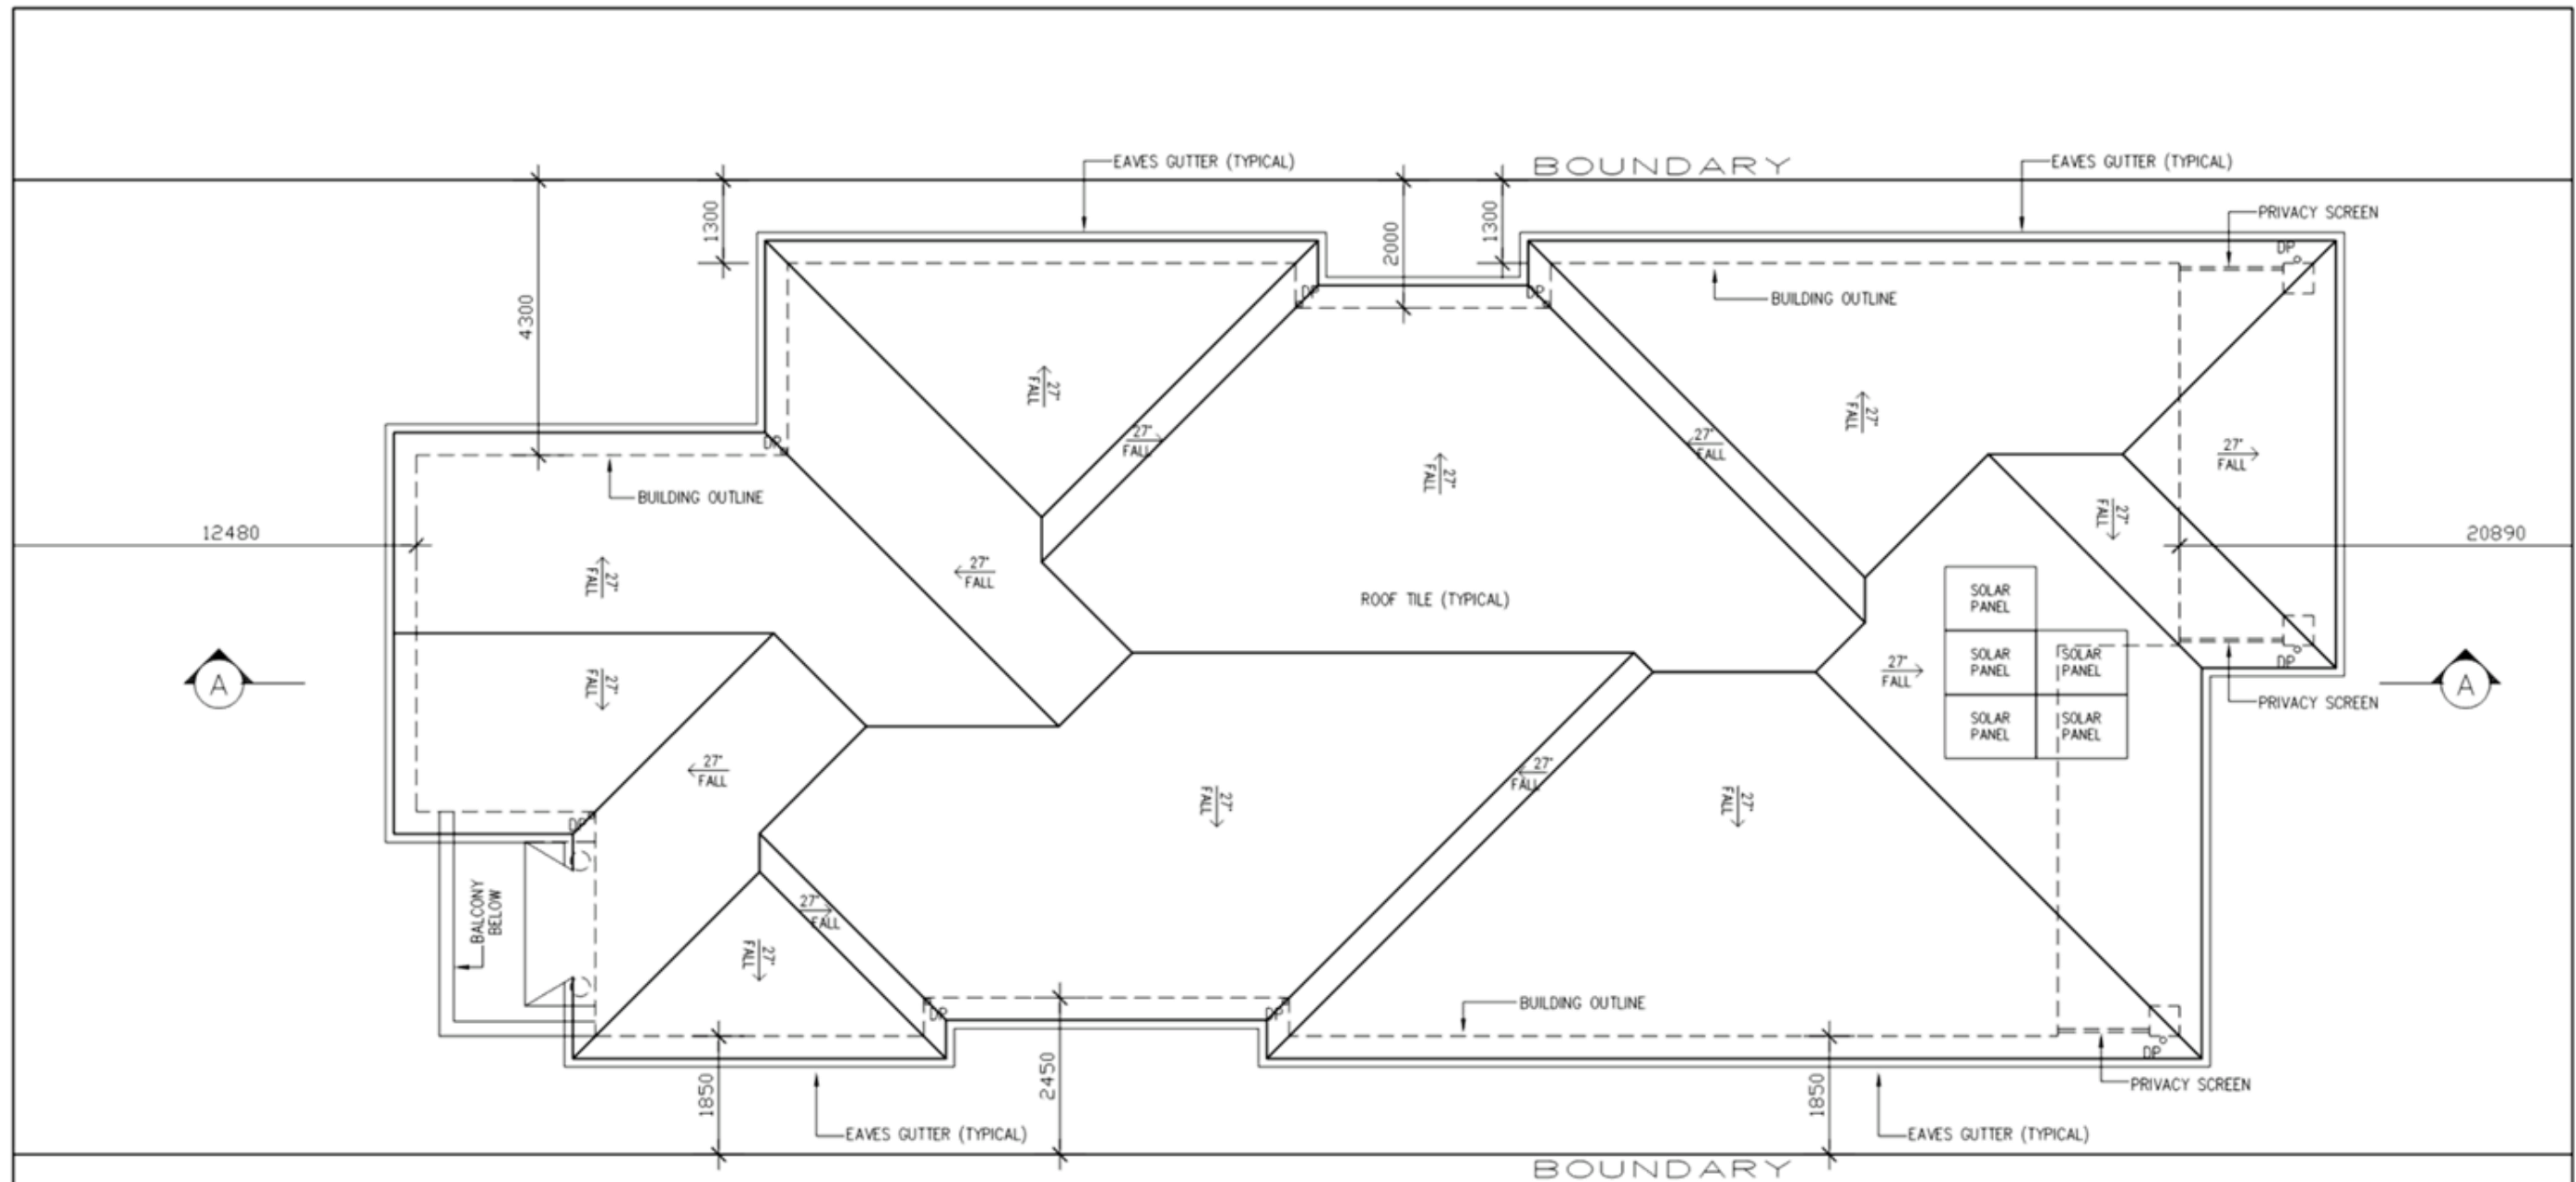 BOUNDARY
EAVES GUTTER (TYPICAL)
EAVES GUTTER (TYPICAL)
1300
2000
1300
PRIVACY SCREEN
DP
4300
DP
DP
BUILDING OUTLINE
27°
FALL
27°
FALL
27°
FALL
27°
FALL
27°
FALL
DP
27°
FALL
27°
FALL
BUILDING OUTLINE
12480
20890
27°
FALL
27°
FALL
27°
FALL
ROOF TILE (TYPICAL)
SOLAR
PANEL
SOLAR
PANEL
SOLAR
PANEL
SOLAR
PANEL
SOLAR
PANEL
DP
27°
FALL
27°
FALL
A
A
PRIVACY SCREEN
27°
FALL
27°
FALL
27°
FALL
27°
FALL
DP
BALCONY
BELOW
27°
FALL
27°
FALL
BUILDING OUTLINE
DP
DP
DP
1850
2450
1850
PRIVACY SCREEN
EAVES GUTTER (TYPICAL)
EAVES GUTTER (TYPICAL)
BOUNDARY